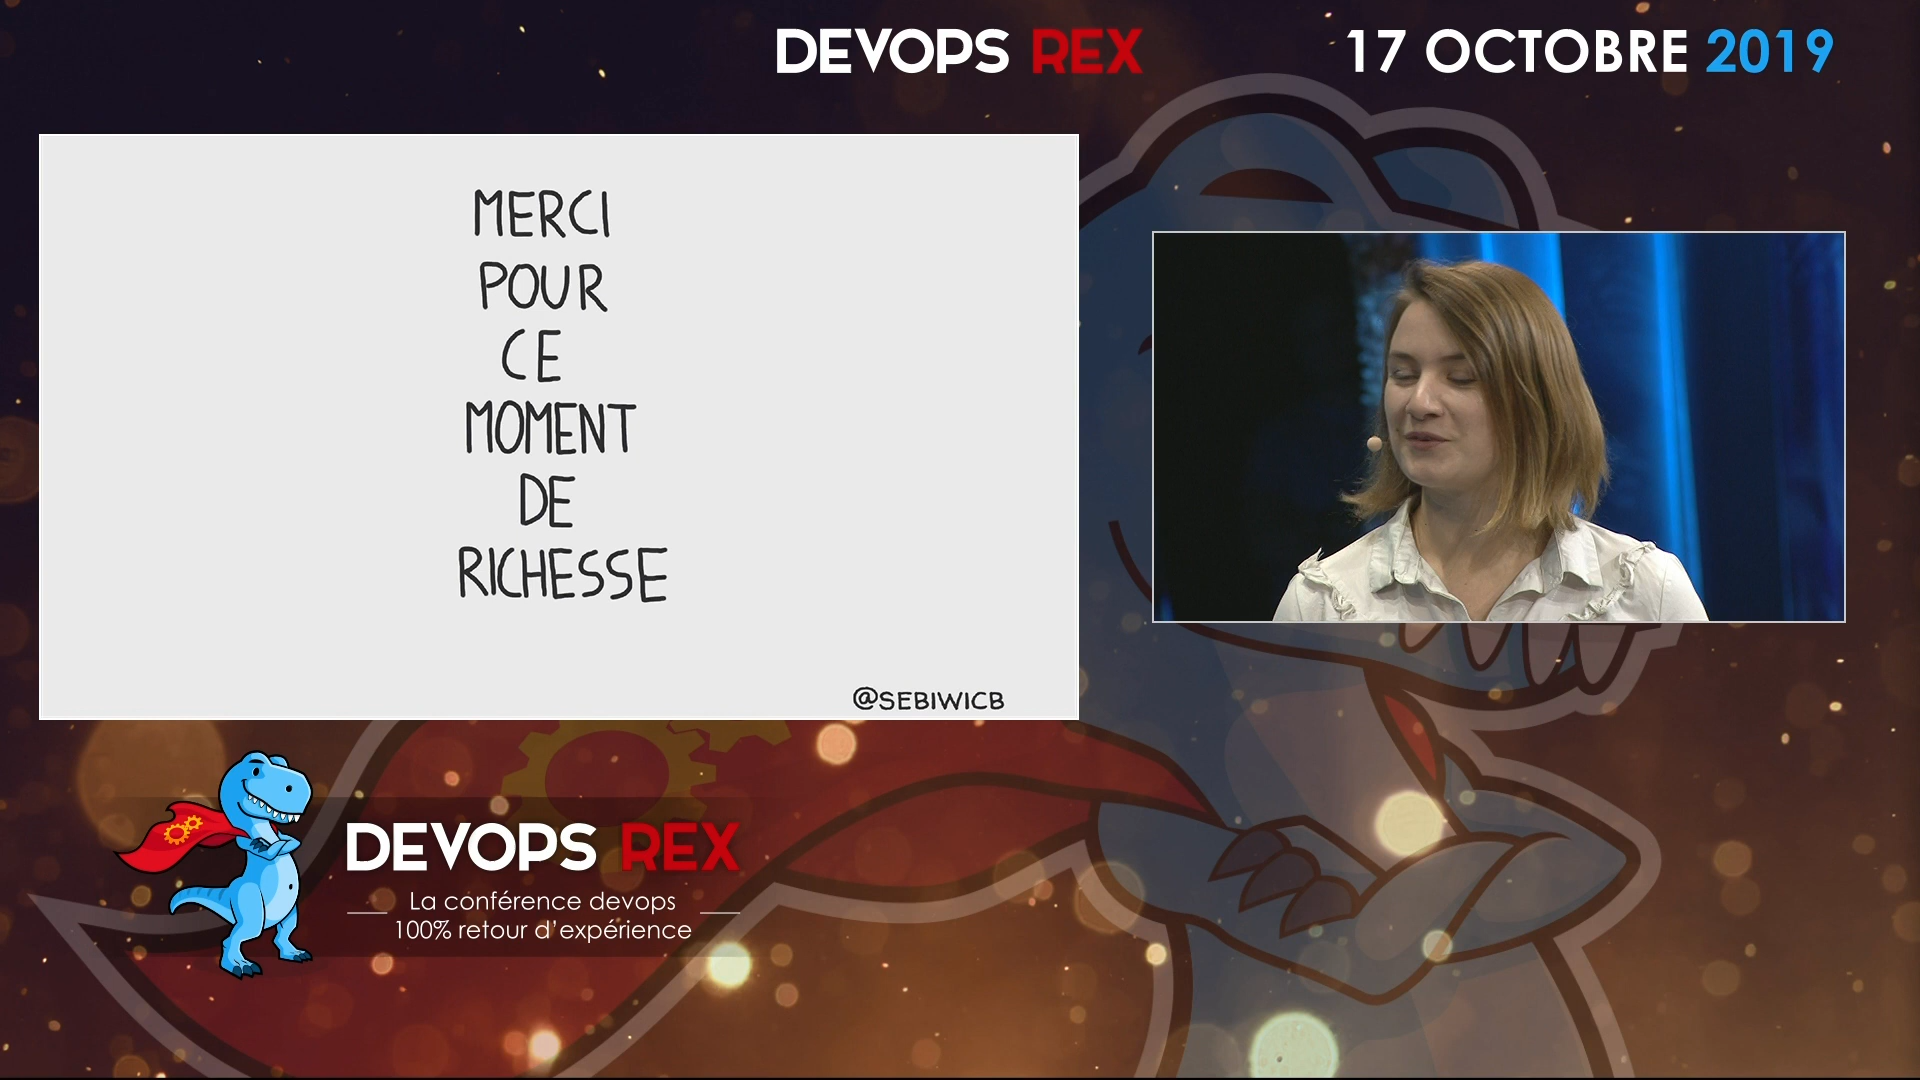 DEVOPS REX
17 OCTOBRE 2019
MERCI
POUR
CE
MOMENT
DE
RICHESSE
@SEBIWICB
DEVOPS REX
La conférence devops
100% retour d'expérience